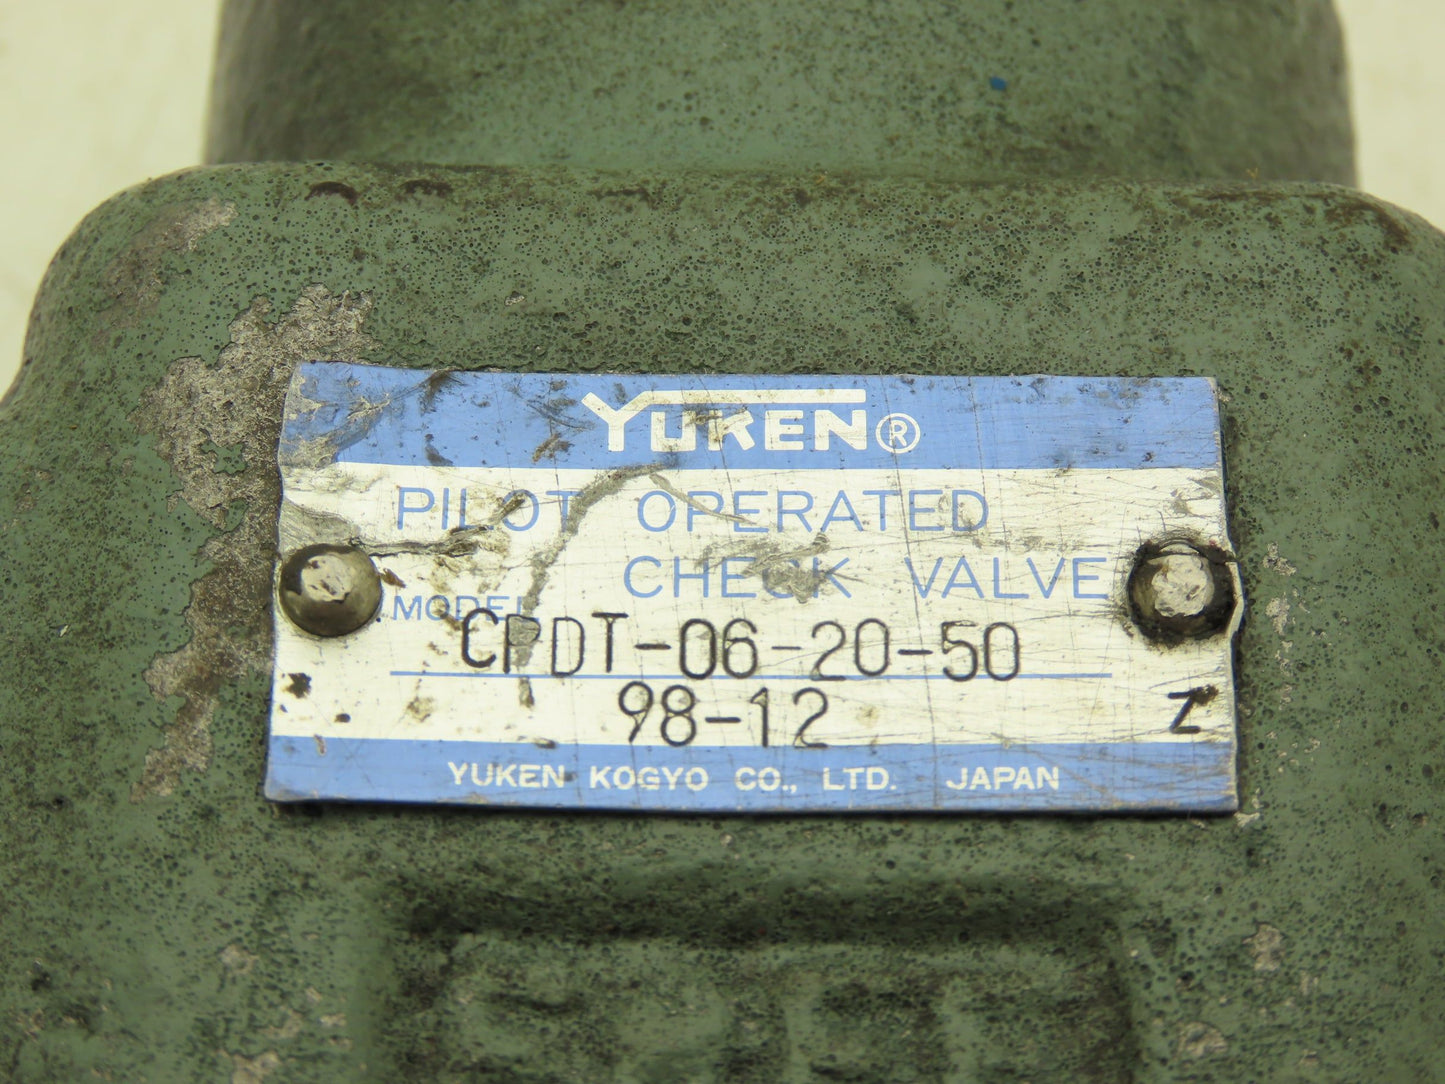 YUKEN®
PILOT OPERATED
CHECK VALVE
MODEL
CPDT-06-20-50
98-12 Z
YUKEN KOGYO CO., LTD. JAPAN